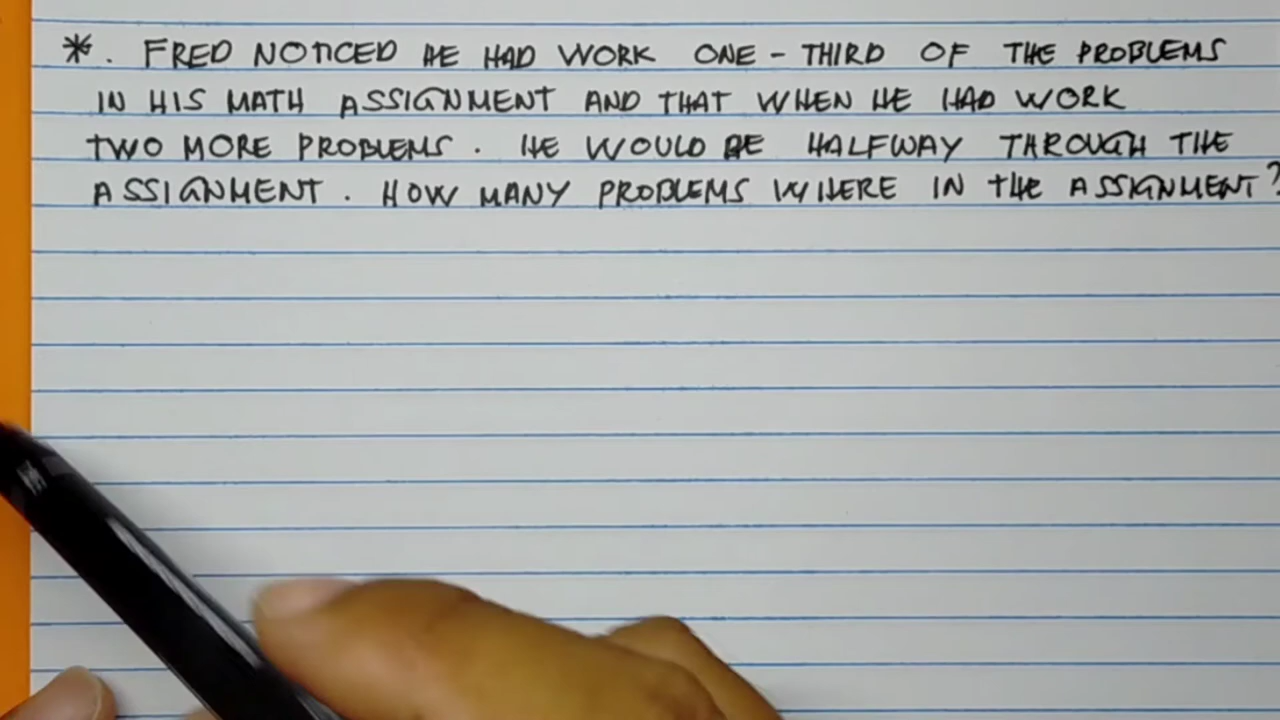 *. FRED NOTICED HE HAD WORK ONE - THIRD OF THE PROBLEMS
IN HIS MATH ASSIGNMENT AND THAT WHEN HE HAD WORK
TWO MORE PROBLEMS. HE WOULD BE HALFWAY THROUGH THE
ASSIGNMENT. HOW MANY PROBLEMS WHERE IN THE ASSIGNMENT?